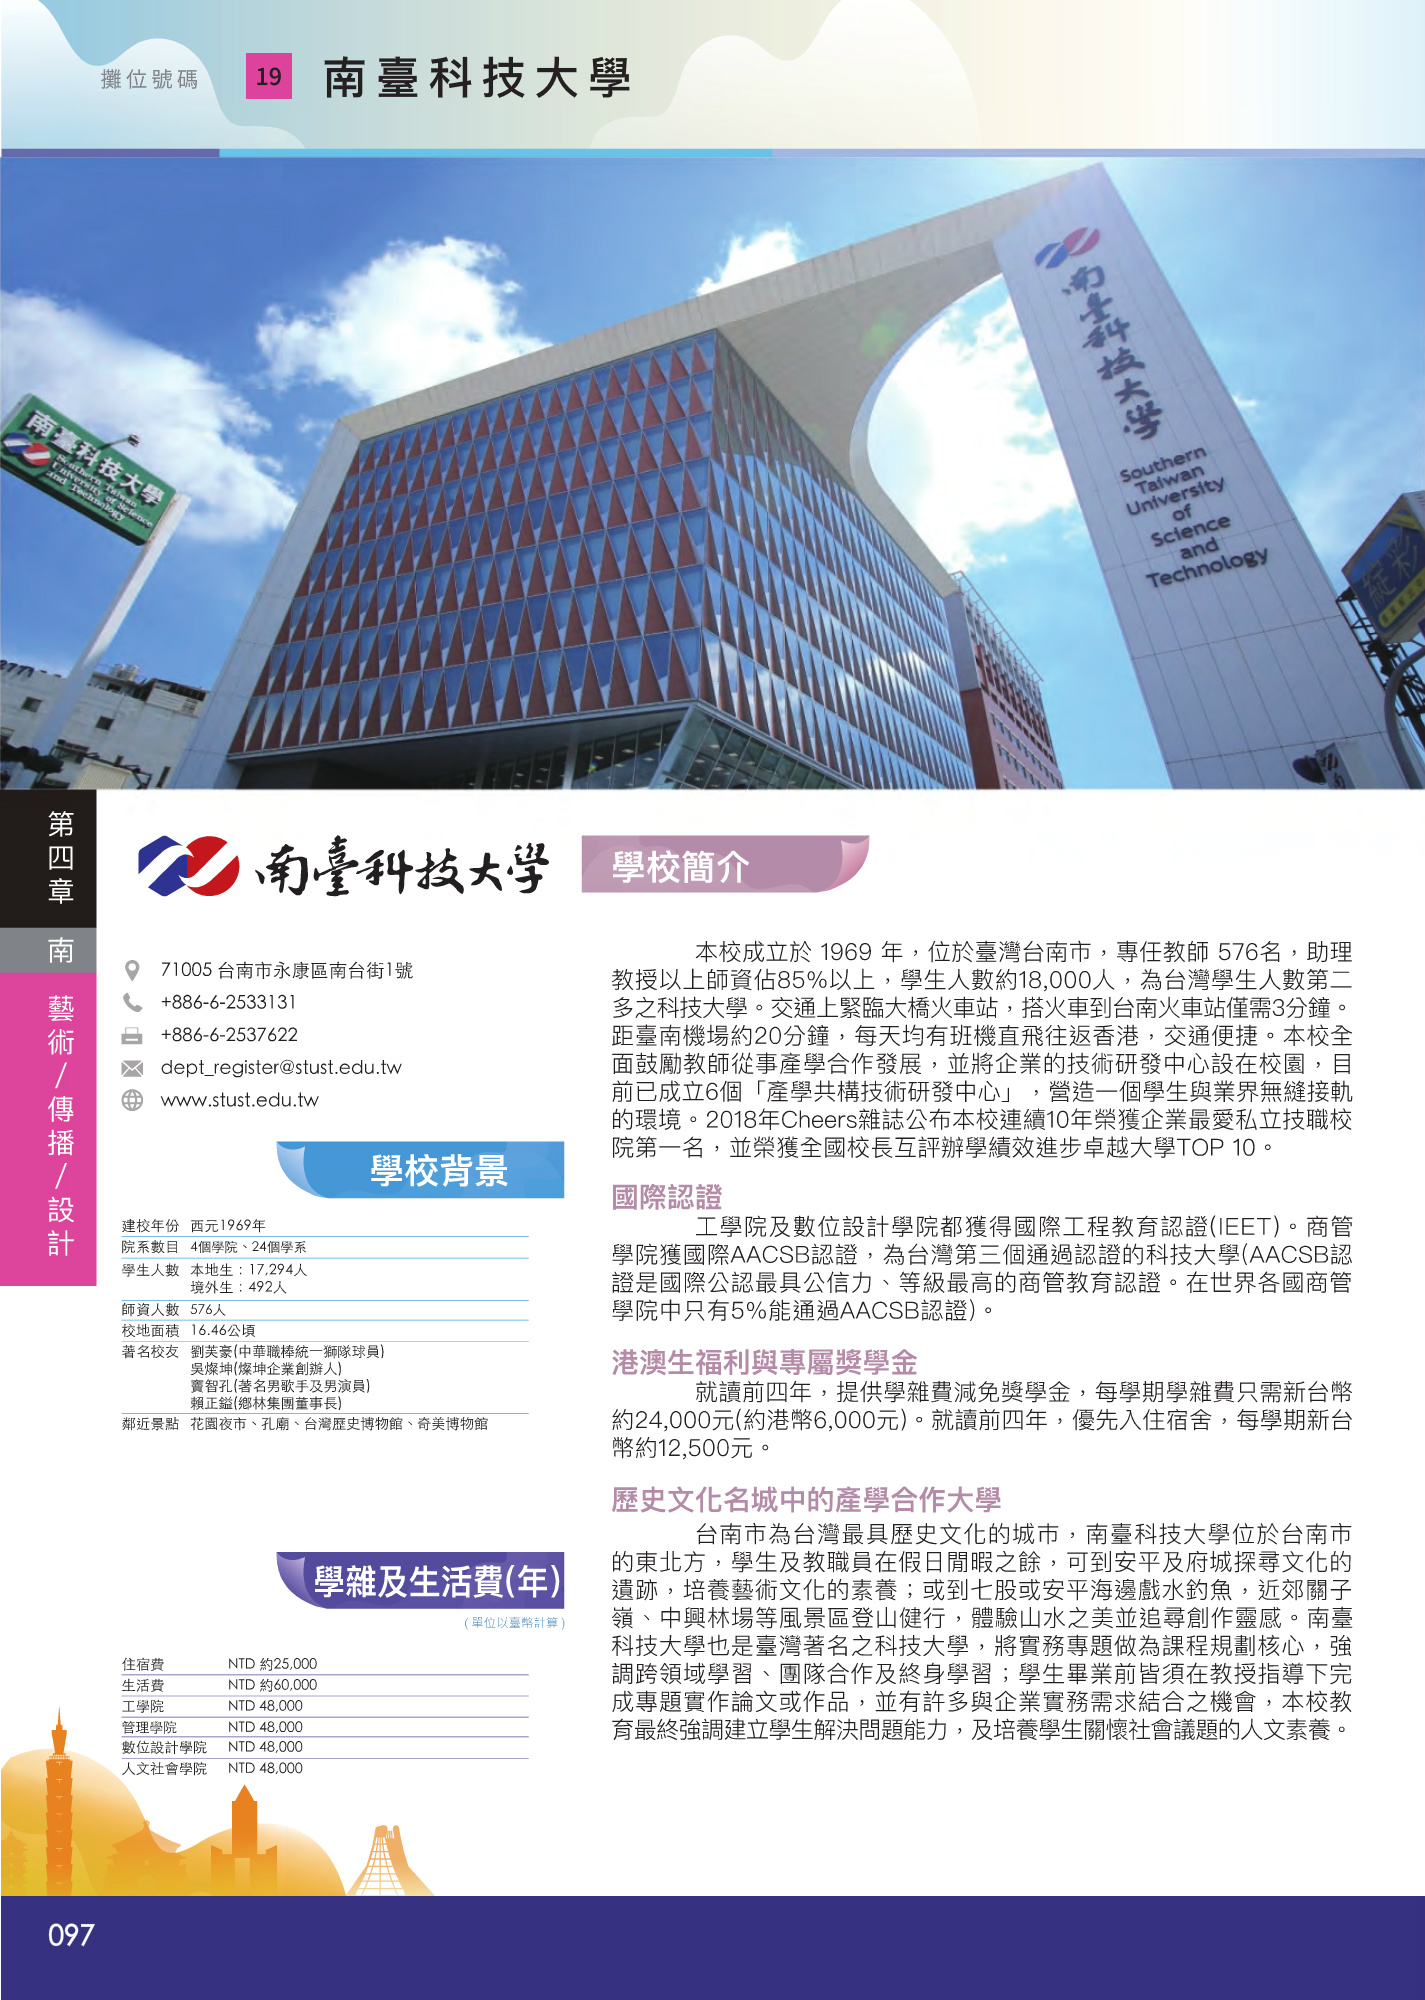 攤位號碼 19 南臺科技大學
南臺科技大學
Southern Taiwan
University of Science
and Technology
南臺科技大學
Southern
Taiwan
University
of
Science
and
Technology
綻彩
第四章
南
藝術/傳播/設計
南臺科技大學
71005 台南市永康區南台街1號
+886-6-2533131
+886-6-2537622
dept_register@stust.edu.tw
www.stust.edu.tw
學校背景
建校年份 西元1969年
院系數目 4個學院、24個學系
學生人數 本地生：17,294人
境外生：492人
師資人數 576人
校地面積 16.46公頃
著名校友 劉芙豪(中華職棒統一獅隊球員)
吳燦坤(燦坤企業創辦人)
竇智孔(著名男歌手及男演員)
賴正鎰(鄉林集團董事長)
鄰近景點 花園夜市、孔廟、台灣歷史博物館、奇美博物館
學雜及生活費(年)
(單位以臺幣計算)
住宿費 NTD 約25,000
生活費 NTD 約60,000
工學院 NTD 48,000
管理學院 NTD 48,000
數位設計學院 NTD 48,000
人文社會學院 NTD 48,000
學校簡介
本校成立於 1969 年，位於臺灣台南市，專任教師 576名，助理
教授以上師資佔85%以上，學生人數約18,000人，為台灣學生人數第二
多之科技大學。交通上緊臨大橋火車站，搭火車到台南火車站僅需3分鐘。
距臺南機場約20分鐘，每天均有班機直飛往返香港，交通便捷。本校全
面鼓勵教師從事產學合作發展，並將企業的技術研發中心設在校園，目
前已成立6個「產學共構技術研發中心」，營造一個學生與業界無縫接軌
的環境。2018年Cheers雜誌公布本校連續10年榮獲企業最愛私立技職校
院第一名，並榮獲全國校長互評辦學績效進步卓越大學TOP 10。
國際認證
工學院及數位設計學院都獲得國際工程教育認證(IEET)。商管
學院獲國際AACSB認證，為台灣第三個通過認證的科技大學(AACSB認
證是國際公認最具公信力、等級最高的商管教育認證。在世界各國商管
學院中只有5%能通過AACSB認證)。
港澳生福利與專屬獎學金
就讀前四年，提供學雜費減免獎學金，每學期學雜費只需新台幣
約24,000元(約港幣6,000元)。就讀前四年，優先入住宿舍，每學期新台
幣約12,500元。
歷史文化名城中的產學合作大學
台南市為台灣最具歷史文化的城市，南臺科技大學位於台南市
的東北方，學生及教職員在假日閒暇之餘，可到安平及府城探尋文化的
遺跡，培養藝術文化的素養；或到七股或安平海邊戲水釣魚，近郊關子
嶺、中興林場等風景區登山健行，體驗山水之美並追尋創作靈感。南臺
科技大學也是臺灣著名之科技大學，將實務專題做為課程規劃核心，強
調跨領域學習、團隊合作及終身學習；學生畢業前皆須在教授指導下完
成專題實作論文或作品，並有許多與企業實務需求結合之機會，本校教
育最終強調建立學生解決問題能力，及培養學生關懷社會議題的人文素養。
097